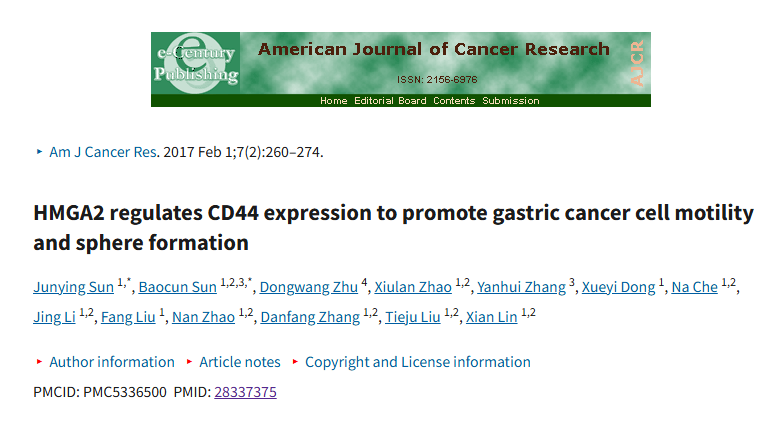 e-Century
Publishing
American Journal of Cancer Research
ISSN: 2156-6976
AJCR
Home Editorial Board Contents Submission
‣ Am J Cancer Res. 2017 Feb 1;7(2):260–274.
HMGA2 regulates CD44 expression to promote gastric cancer cell motility
and sphere formation
Junying Sun 1,*, Baocun Sun 1,2,3,*, Dongwang Zhu 4, Xiulan Zhao 1,2, Yanhui Zhang 3, Xueyi Dong 1, Na Che 1,2,
Jing Li 1,2, Fang Liu 1, Nan Zhao 1,2, Danfang Zhang 1,2, Tieju Liu 1,2, Xian Lin 1,2
‣ Author information ‣ Article notes ‣ Copyright and License information
PMCID: PMC5336500 PMID: 28337375